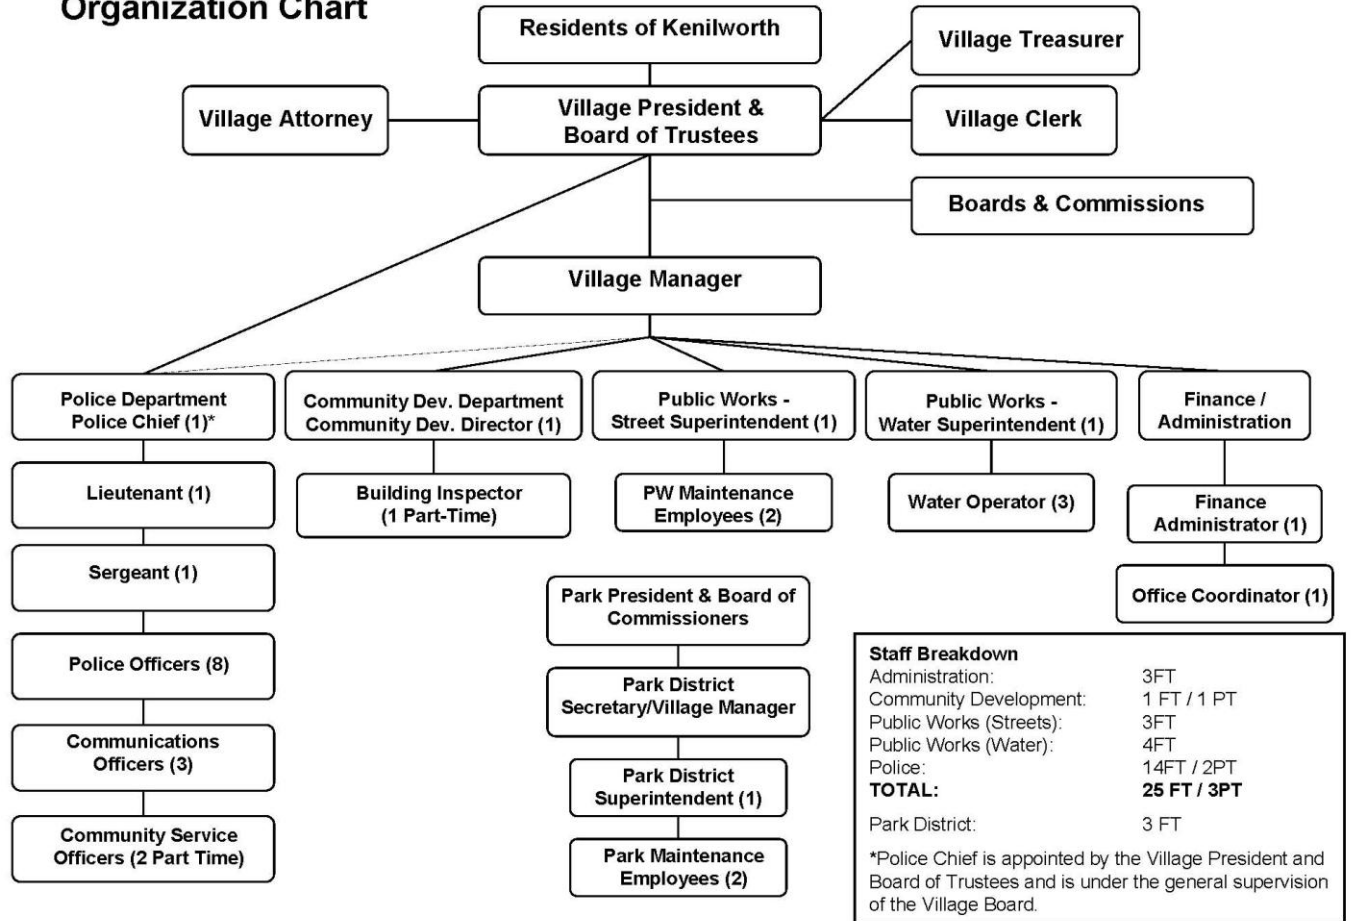 Organization Chart
Residents of Kenilworth
Village Treasurer
Village Attorney
Village President &
Board of Trustees
Village Clerk
Boards & Commissions
Village Manager
Police Department
Police Chief (1)*
Community Dev. Department
Community Dev. Director (1)
Public Works -
Street Superintendent (1)
Public Works -
Water Superintendent (1)
Finance /
Administration
Lieutenant (1)
Building Inspector
(1 Part-Time)
PW Maintenance
Employees (2)
Water Operator (3)
Finance
Administrator (1)
Sergeant (1)
Office Coordinator (1)
Police Officers (8)
Communications
Officers (3)
Community Service
Officers (2 Part Time)
Park President & Board of
Commissioners
Park District
Secretary/Village Manager
Park District
Superintendent (1)
Park Maintenance
Employees (2)
Staff Breakdown
Administration: 3FT
Community Development: 1 FT / 1 PT
Public Works (Streets): 3FT
Public Works (Water): 4FT
Police: 14FT / 2PT
TOTAL: 25 FT / 3PT
Park District: 3 FT
*Police Chief is appointed by the Village President and
Board of Trustees and is under the general supervision
of the Village Board.